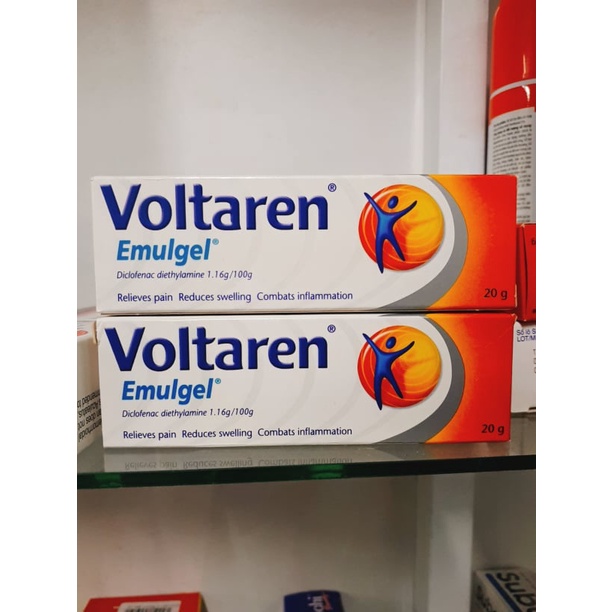 Voltaren®
Emulgel®
Diclofenac diethylamine 1.16g/100g
Relieves pain Reduces swelling Combats inflammation
20 g
Voltaren®
Emulgel®
Diclofenac diethylamine 1.16g/100g
Relieves pain Reduces swelling Combats inflammation
20 g